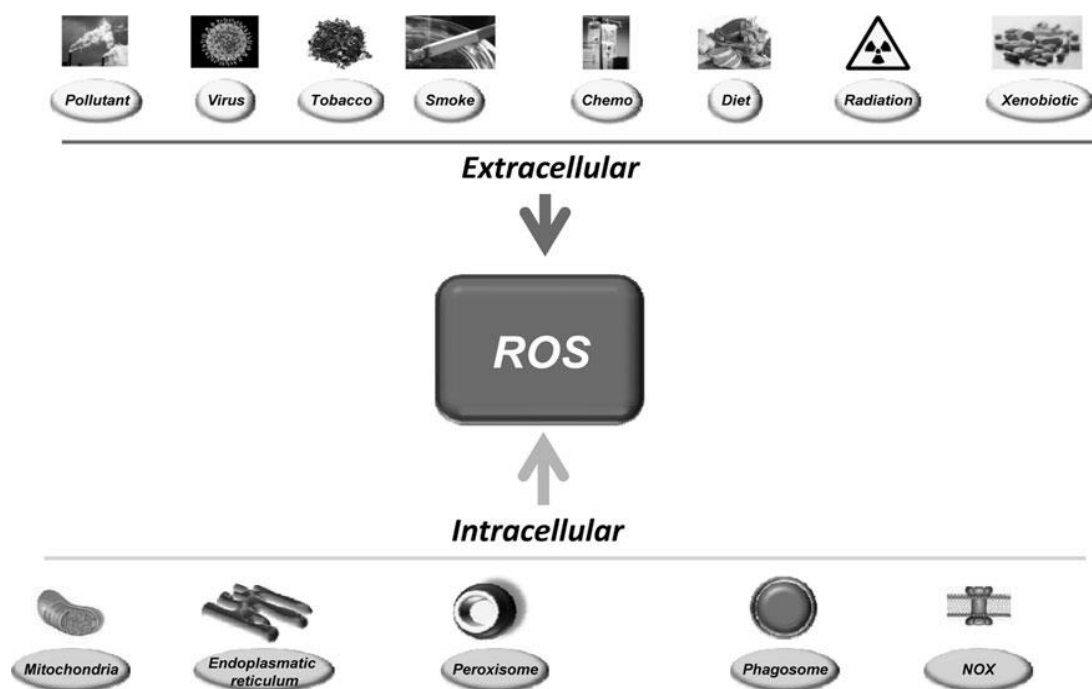 Pollutant
Virus
Tobacco
Smoke
Chemo
Diet
Radiation
Xenobiotic
Extracellular
ROS
Intracellular
Mitochondria
Endoplasmatic
reticulum
Peroxisome
Phagosome
NOX